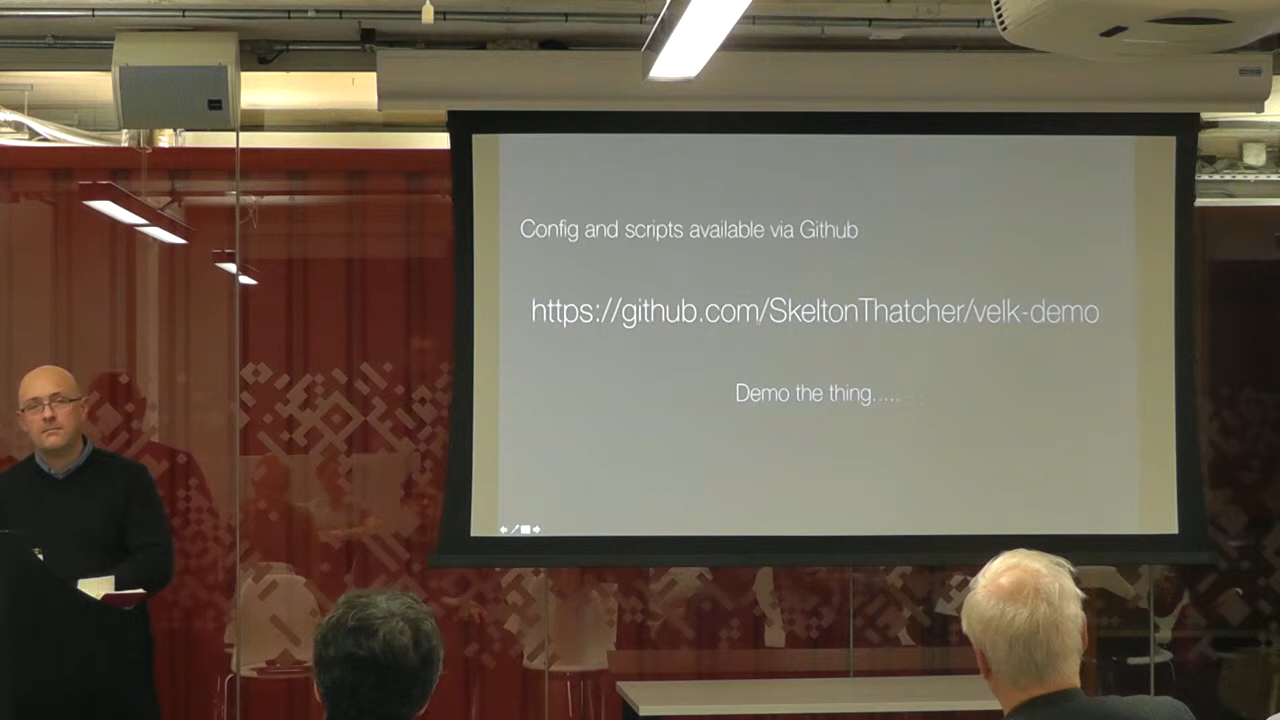 Config and scripts available via Github
https://github.com/SkeltonThatcher/velk-demo
Demo the thing.....